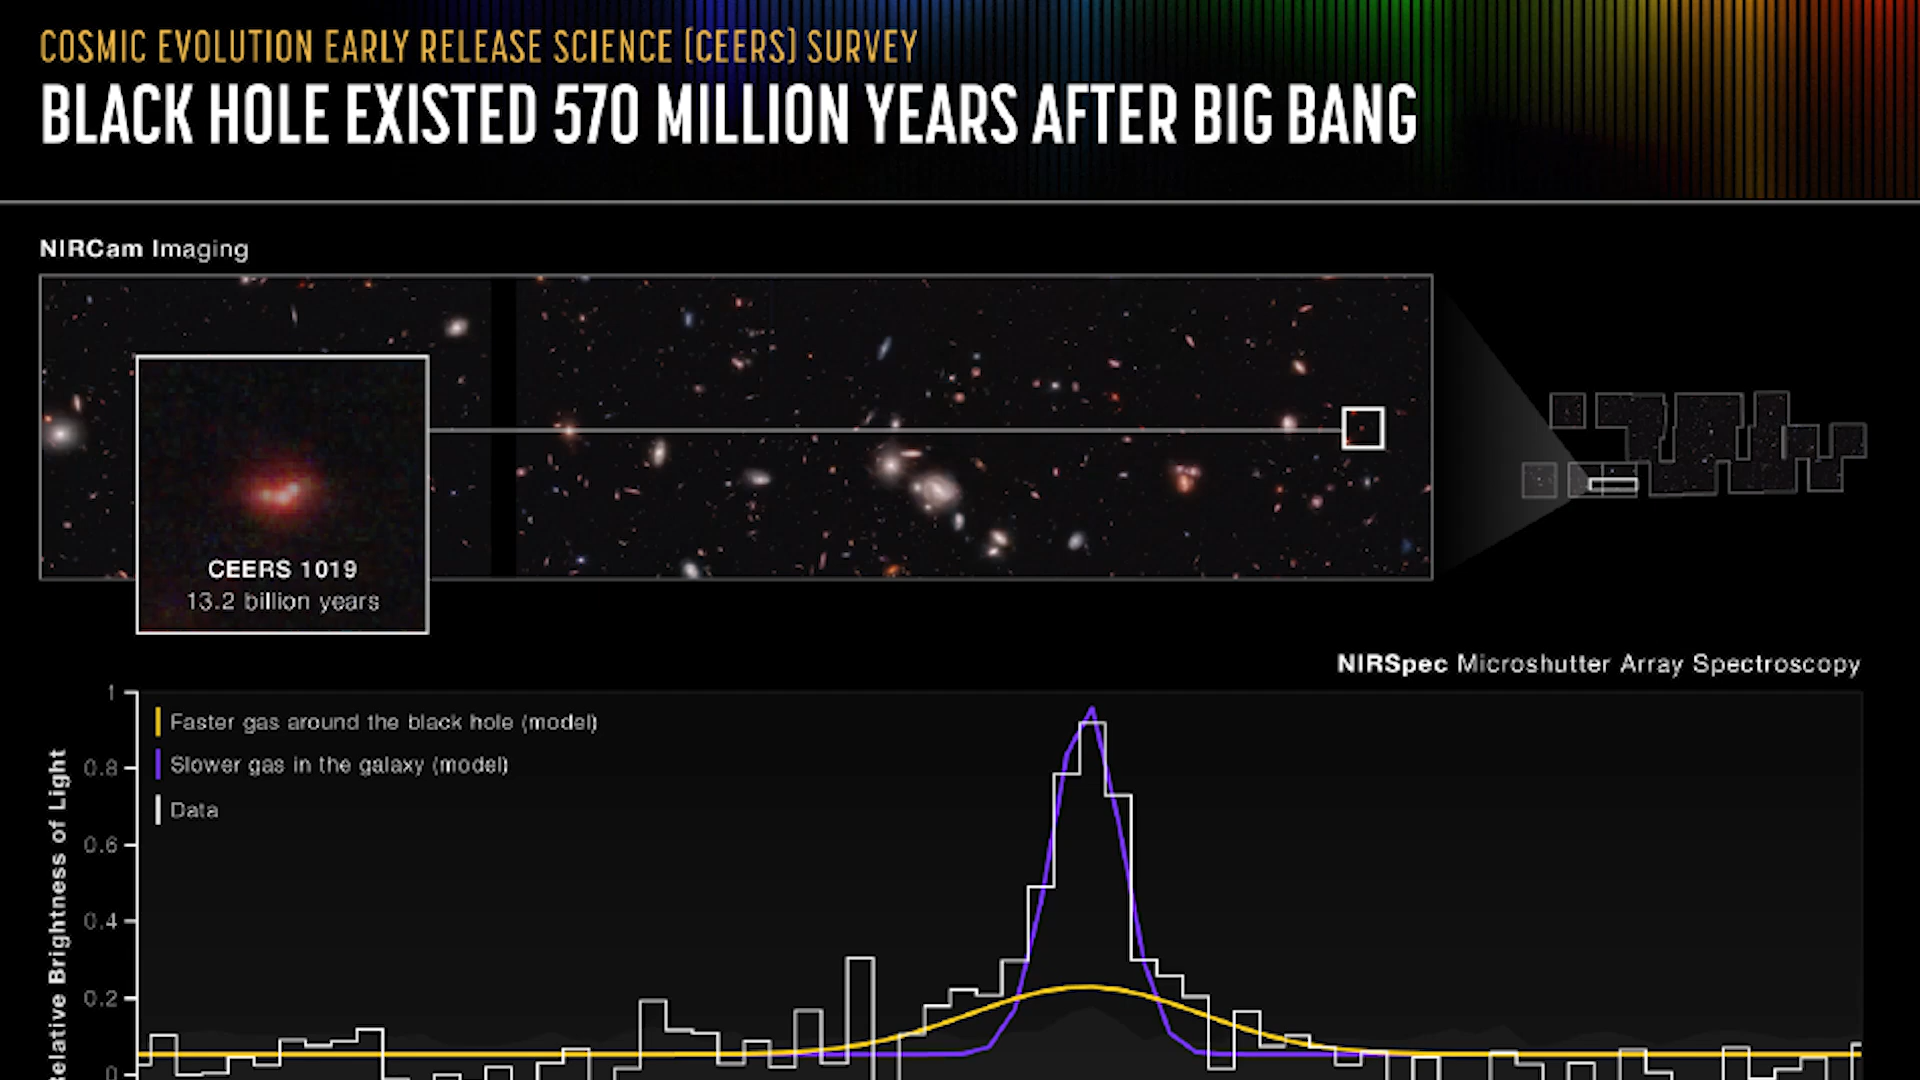 COSMIC EVOLUTION EARLY RELEASE SCIENCE (CEERS) SURVEY
BLACK HOLE EXISTED 570 MILLION YEARS AFTER BIG BANG
NIRCam Imaging
CEERS 1019
13.2 billion years
NIRSpec Microshutter Array Spectroscopy
1
Faster gas around the black hole (model)
Slower gas in the galaxy (model)
0.8
Data
0.6
0.4
0.2
0
Relative Brightness of Light